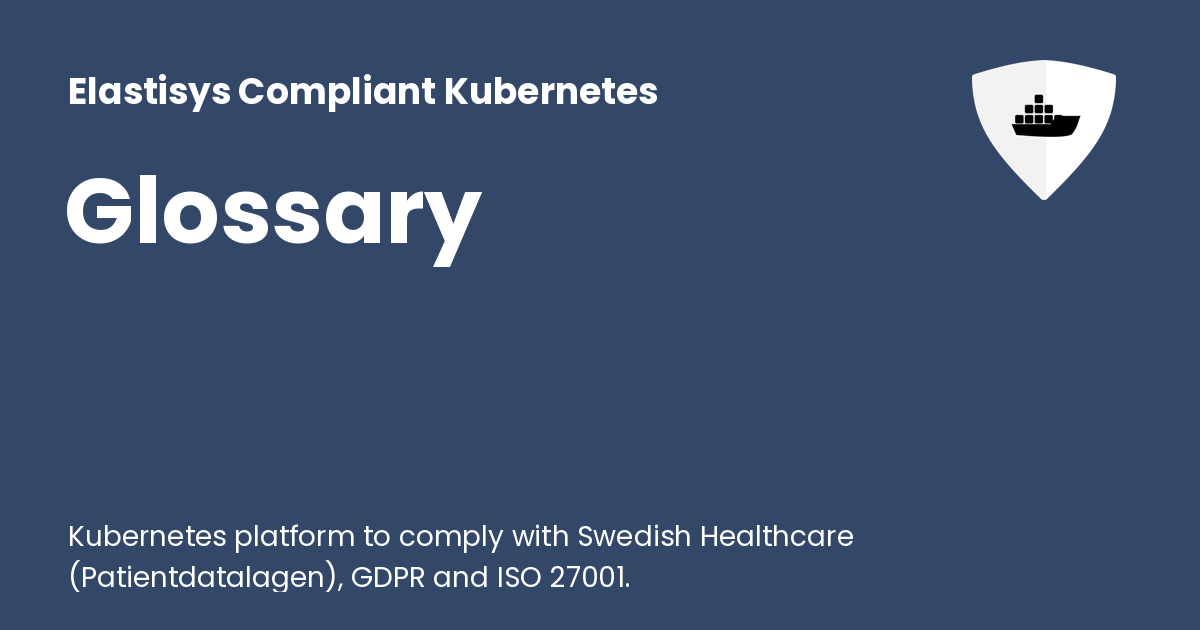 Elastisys Compliant Kubernetes
Glossary
Kubernetes platform to comply with Swedish Healthcare
(Patientdatalagen), GDPR and ISO 27001.